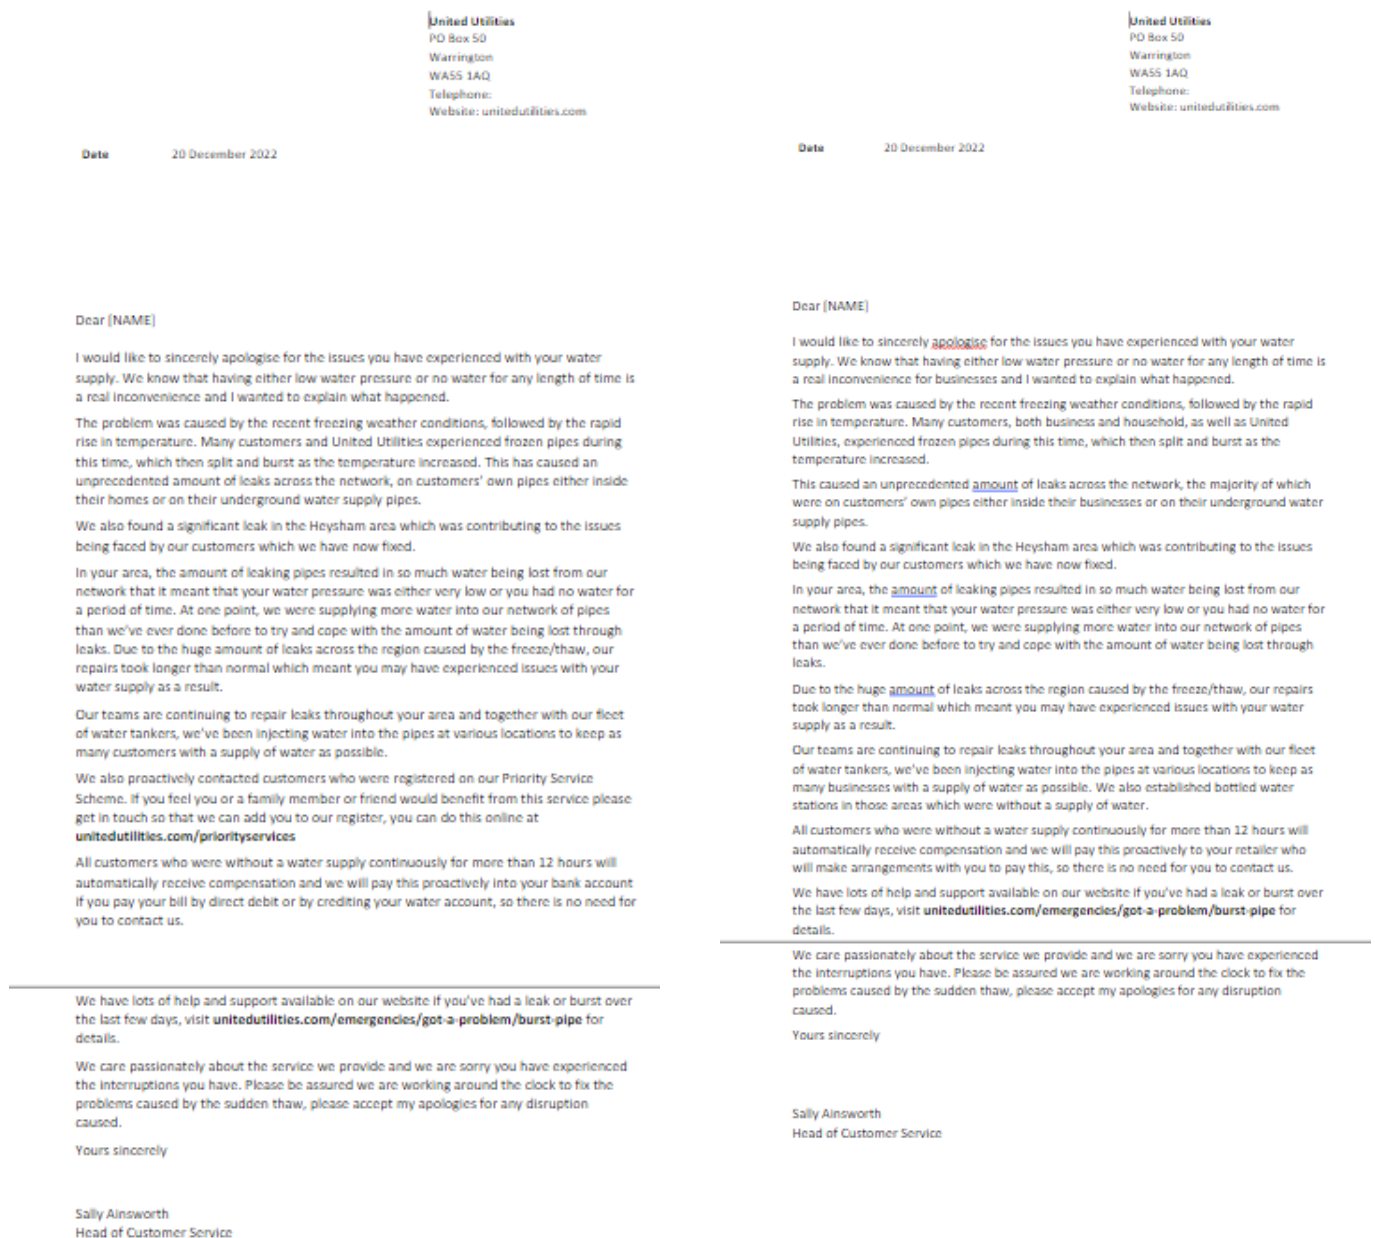 United Utilities
PO Box 50
Warrington
WA55 1AQ
Telephone:
Website: unitedutilities.com
Date 20 December 2022
Dear [NAME]
I would like to sincerely apologise for the issues you have experienced with your water
supply. We know that having either low water pressure or no water for any length of time is
a real inconvenience and I wanted to explain what happened.
The problem was caused by the recent freezing weather conditions, followed by the rapid
rise in temperature. Many customers and United Utilities experienced frozen pipes during
this time, which then split and burst as the temperature increased. This has caused an
unprecedented amount of leaks across the network, on customers' own pipes either inside
their homes or on their underground water supply pipes.
We also found a significant leak in the Heysham area which was contributing to the issues
being faced by our customers which we have now fixed.
In your area, the amount of leaking pipes resulted in so much water being lost from our
network that it meant that your water pressure was either very low or you had no water for
a period of time. At one point, we were supplying more water into our network of pipes
than we've ever done before to try and cope with the amount of water being lost through
leaks. Due to the huge amount of leaks across the region caused by the freeze/thaw, our
repairs took longer than normal which meant you may have experienced issues with your
water supply as a result.
Our teams are continuing to repair leaks throughout your area and together with our fleet
of water tankers, we've been injecting water into the pipes at various locations to keep as
many customers with a supply of water as possible.
We also proactively contacted customers who were registered on our Priority Service
Scheme. If you feel you or a family member or friend would benefit from this service please
get in touch so that we can add you to our register, you can do this online at
unitedutilities.com/priorityservices
All customers who were without a water supply continuously for more than 12 hours will
automatically receive compensation and we will pay this proactively into your bank account
if you pay your bill by direct debit or by crediting your water account, so there is no need for
you to contact us.
We have lots of help and support available on our website if you've had a leak or burst over
the last few days, visit unitedutilities.com/emergencies/got-a-problem/burst-pipe for
details.
We care passionately about the service we provide and we are sorry you have experienced
the interruptions you have. Please be assured we are working around the clock to fix the
problems caused by the sudden thaw, please accept my apologies for any disruption
caused.
Yours sincerely
Sally Ainsworth
Head of Customer Service
United Utilities
PO Box 50
Warrington
WA55 1AQ
Telephone:
Website: unitedutilities.com
Date 20 December 2022
Dear [NAME]
I would like to sincerely apologise for the issues you have experienced with your water
supply. We know that having either low water pressure or no water for any length of time is
a real inconvenience for businesses and I wanted to explain what happened.
The problem was caused by the recent freezing weather conditions, followed by the rapid
rise in temperature. Many customers, both business and household, as well as United
Utilities, experienced frozen pipes during this time, which then split and burst as the
temperature increased.
This caused an unprecedented amount of leaks across the network, the majority of which
were on customers' own pipes either inside their businesses or on their underground water
supply pipes.
We also found a significant leak in the Heysham area which was contributing to the issues
being faced by our customers which we have now fixed.
In your area, the amount of leaking pipes resulted in so much water being lost from our
network that it meant that your water pressure was either very low or you had no water for
a period of time. At one point, we were supplying more water into our network of pipes
than we've ever done before to try and cope with the amount of water being lost through
leaks.
Due to the huge amount of leaks across the region caused by the freeze/thaw, our repairs
took longer than normal which meant you may have experienced issues with your water
supply as a result.
Our teams are continuing to repair leaks throughout your area and together with our fleet
of water tankers, we've been injecting water into the pipes at various locations to keep as
many businesses with a supply of water as possible. We also established bottled water
stations in those areas which were without a supply of water.
All customers who were without a water supply continuously for more than 12 hours will
automatically receive compensation and we will pay this proactively to your retailer who
will make arrangements with you to pay this, so there is no need for you to contact us.
We have lots of help and support available on our website if you've had a leak or burst over
the last few days, visit unitedutilities.com/emergencies/got-a-problem/burst-pipe for
details.
We care passionately about the service we provide and we are sorry you have experienced
the interruptions you have. Please be assured we are working around the clock to fix the
problems caused by the sudden thaw, please accept my apologies for any disruption
caused.
Yours sincerely
Sally Ainsworth
Head of Customer Service